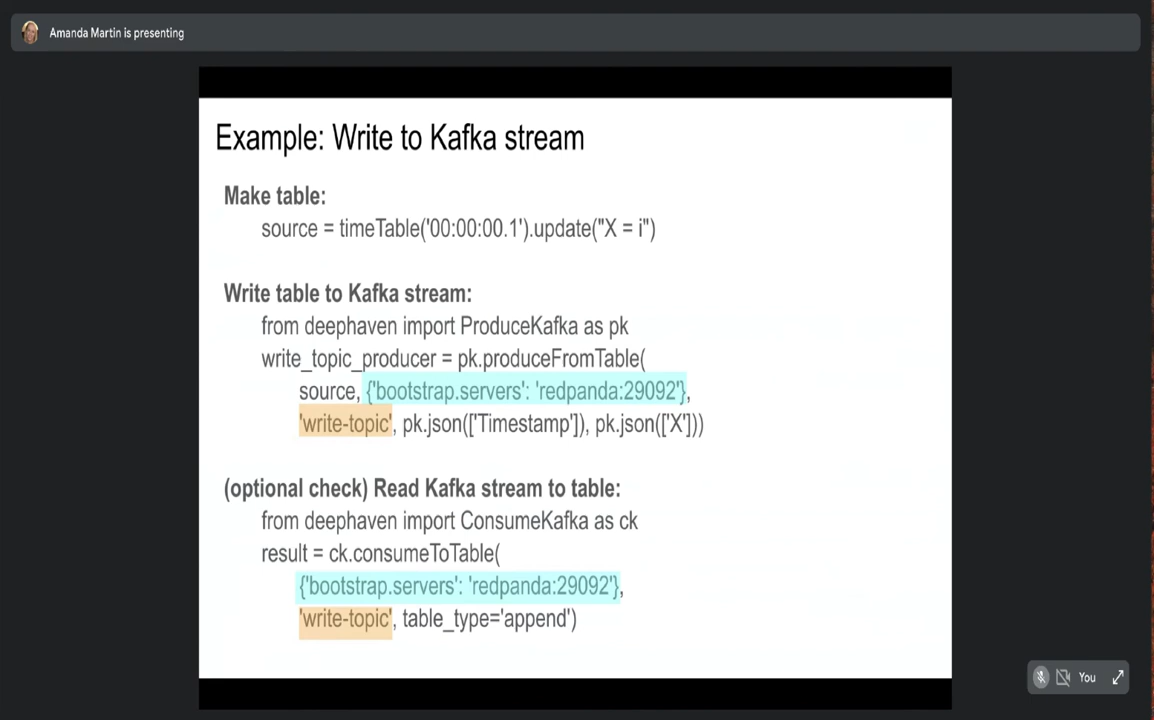 Amanda Martin is presenting
Example: Write to Kafka stream
Make table:
source = timeTable('00:00:00.1').update("X = i")
Write table to Kafka stream:
from deephaven import ProduceKafka as pk
write_topic_producer = pk.produceFromTable(
source, {'bootstrap.servers': 'redpanda:29092'},
'write-topic', pk.json(['Timestamp']), pk.json(['X']))
(optional check) Read Kafka stream to table:
from deephaven import ConsumeKafka as ck
result = ck.consumeToTable(
{'bootstrap.servers': 'redpanda:29092'},
'write-topic', table_type='append')
You